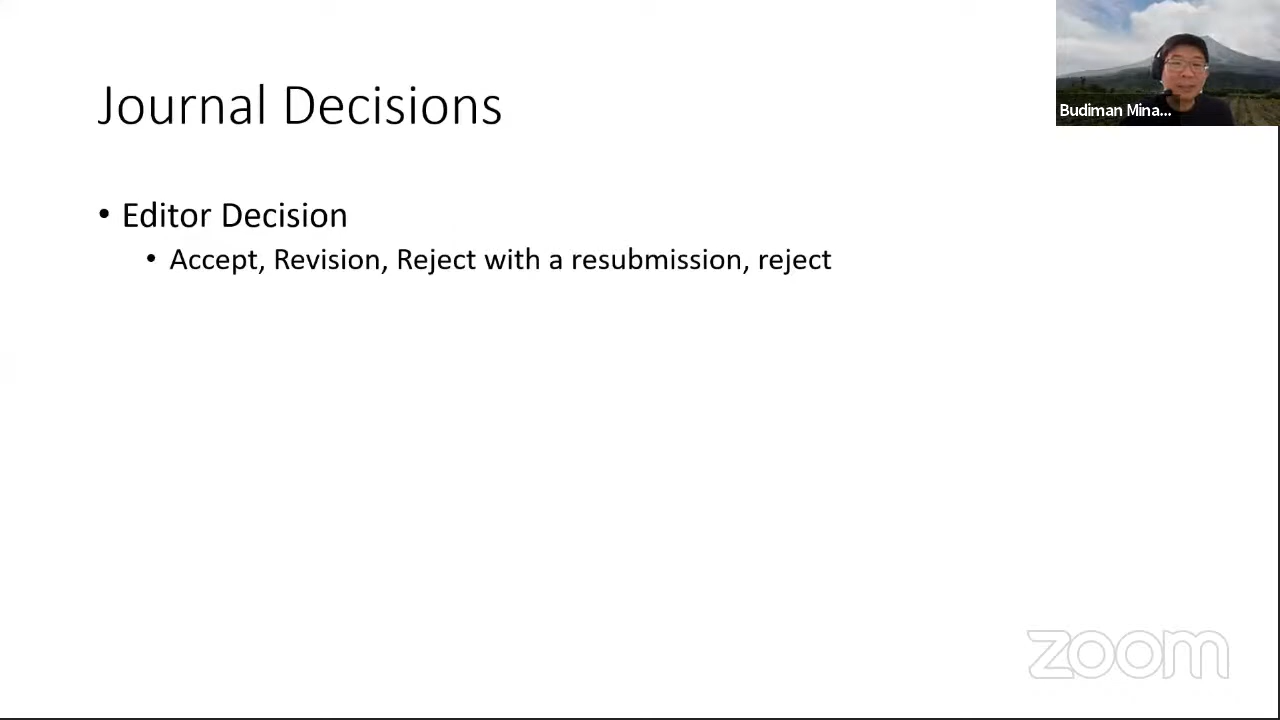 Journal Decisions
Budiman Mina...
• Editor Decision
• Accept, Revision, Reject with a resubmission, reject
zoom